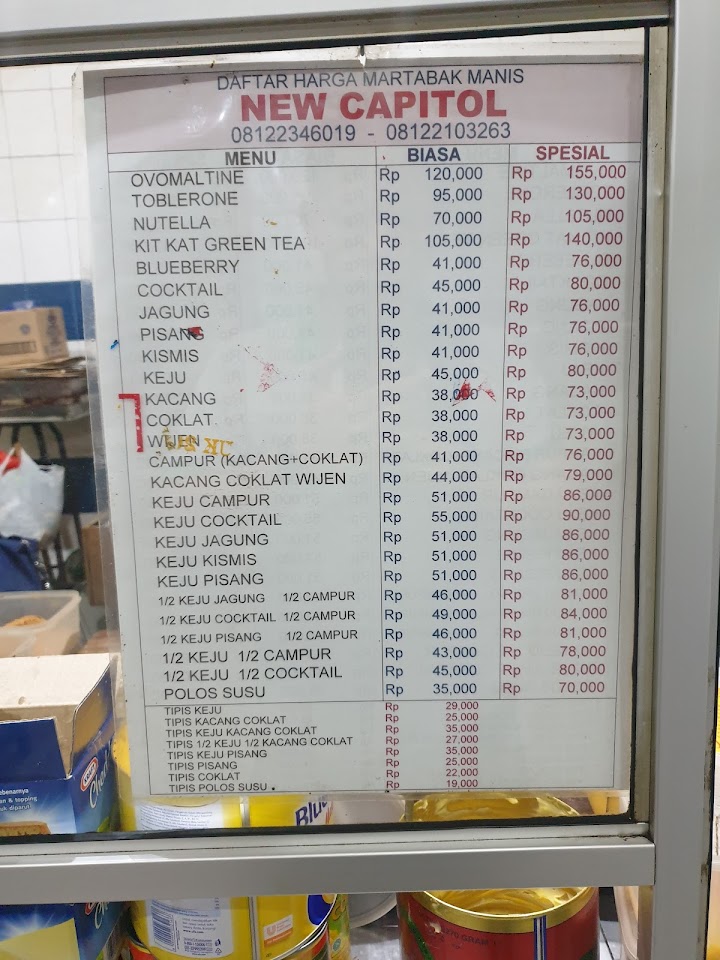 DAFTAR HARGA MARTABAK MANIS
NEW CAPITOL
08122346019 - 08122103263
MENU BIASA SPESIAL
OVOMALTINE Rp 120,000 Rp 155,000
TOBLERONE Rp 95,000 Rp 130,000
NUTELLA Rp 70,000 Rp 105,000
KIT KAT GREEN TEA Rp 105,000 Rp 140,000
BLUEBERRY Rp 41,000 Rp 76,000
COCKTAIL Rp 45,000 Rp 80,000
JAGUNG Rp 41,000 Rp 76,000
PISANG Rp 41,000 Rp 76,000
KISMIS Rp 41,000 Rp 76,000
KEJU Rp 45,000 Rp 80,000
KACANG Rp 38,000 Rp 73,000
COKLAT Rp 38,000 Rp 73,000
WIJEN Rp 38,000 Rp 73,000
CAMPUR (KACANG+COKLAT) Rp 41,000 Rp 76,000
KACANG COKLAT WIJEN Rp 44,000 Rp 79,000
KEJU CAMPUR Rp 51,000 Rp 86,000
KEJU COCKTAIL Rp 55,000 Rp 90,000
KEJU JAGUNG Rp 51,000 Rp 86,000
KEJU KISMIS Rp 51,000 Rp 86,000
KEJU PISANG Rp 51,000 Rp 86,000
1/2 KEJU JAGUNG 1/2 CAMPUR Rp 46,000 Rp 81,000
1/2 KEJU COCKTAIL 1/2 CAMPUR Rp 49,000 Rp 84,000
1/2 KEJU PISANG 1/2 CAMPUR Rp 46,000 Rp 81,000
1/2 KEJU 1/2 CAMPUR Rp 43,000 Rp 78,000
1/2 KEJU 1/2 COCKTAIL Rp 45,000 Rp 80,000
POLOS SUSU Rp 35,000 Rp 70,000
TIPIS KEJU Rp 29,000
TIPIS KACANG COKLAT Rp 25,000
TIPIS KEJU KACANG COKLAT Rp 35,000
TIPIS 1/2 KEJU 1/2 KACANG COKLAT Rp 27,000
TIPIS KEJU PISANG Rp 35,000
TIPIS PISANG Rp 25,000
TIPIS COKLAT Rp 22,000
TIPIS POLOS SUSU Rp 19,000